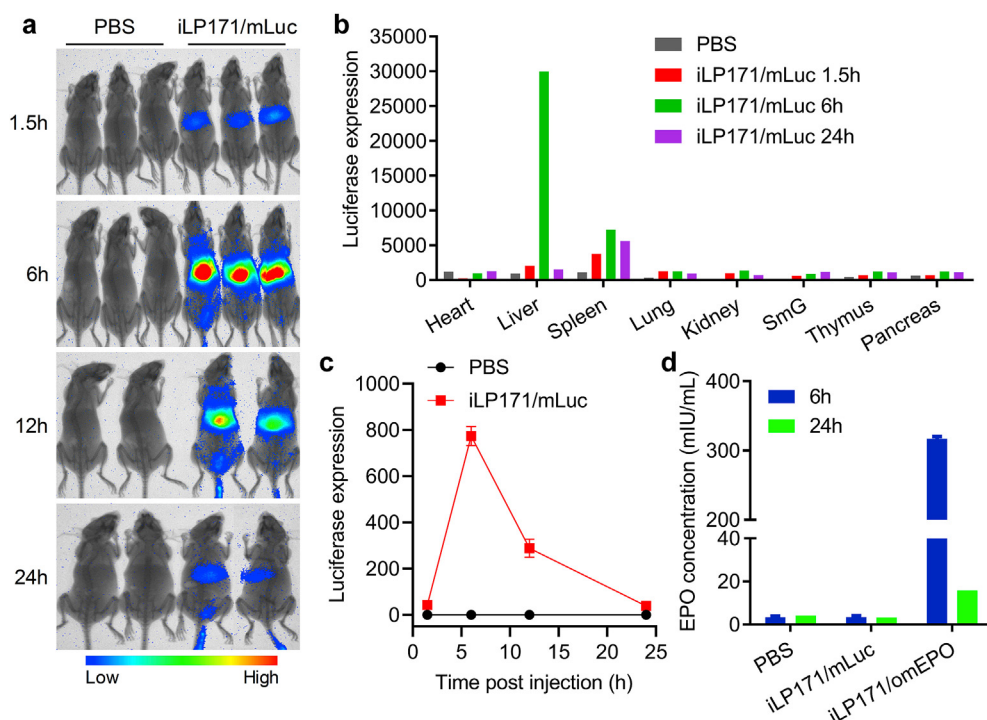 a
PBS
iLP171/mLuc
1.5h
6h
12h
24h
Low
High
b
Luciferase expression
35000
30000
25000
20000
15000
10000
5000
0
PBS
iLP171/mLuc 1.5h
iLP171/mLuc 6h
iLP171/mLuc 24h
Heart
Liver
Spleen
Lung
Kidney
SmG
Thymus
Pancreas
c
PBS
iLP171/mLuc
Luciferase expression
1000
800
600
400
200
0
0
5
10
15
20
25
Time post injection (h)
d
EPO concentration (mIU/mL)
400
200
40
20
0
6h
24h
PBS
iLP171/mLuc
iLP171/omEPO